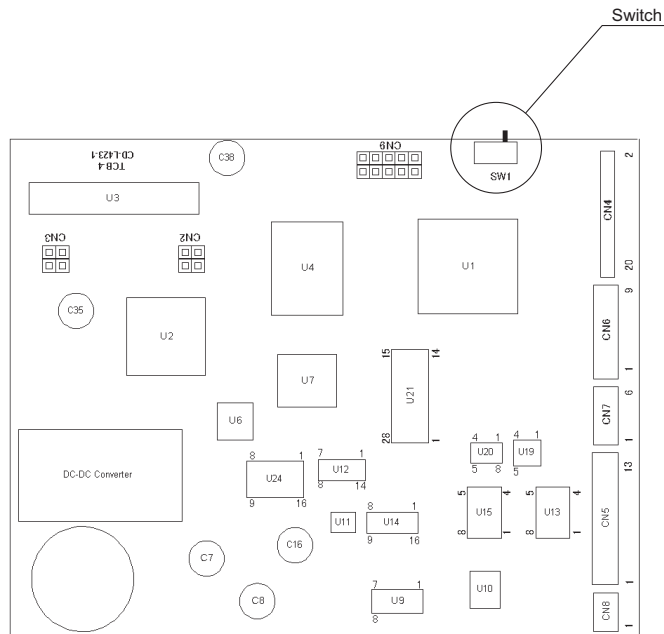 Switch
TCB-4
CD-L423-1
C38
CN9
SW1
2
CN4
20
U3
CN3
CN2
U4
U1
C35
U2
9
CN6
1
U7
15
14
U21
28
1
6
CN7
1
U6
4 1
U20
5 8
4 1
U19
5
DC-DC Converter
8 1
U24
9 16
7 1
U12
8 14
13
CN5
1
U11
8 1
U14
9 16
5 4
U15
8 1
5 4
U13
8 1
C16
C7
C8
7 1
U9
8
U10
CN8
1